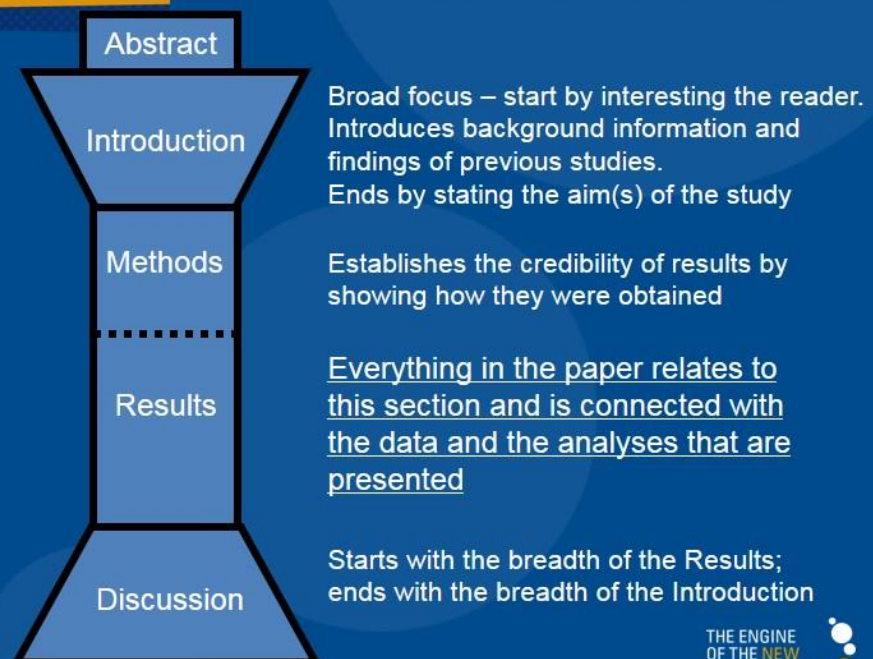 Abstract
Introduction
Broad focus – start by interesting the reader.
Introduces background information and
findings of previous studies.
Ends by stating the aim(s) of the study
Methods
Establishes the credibility of results by
showing how they were obtained
Results
Everything in the paper relates to
this section and is connected with
the data and the analyses that are
presented
Discussion
Starts with the breadth of the Results;
ends with the breadth of the Introduction
THE ENGINE
OF THE NEW